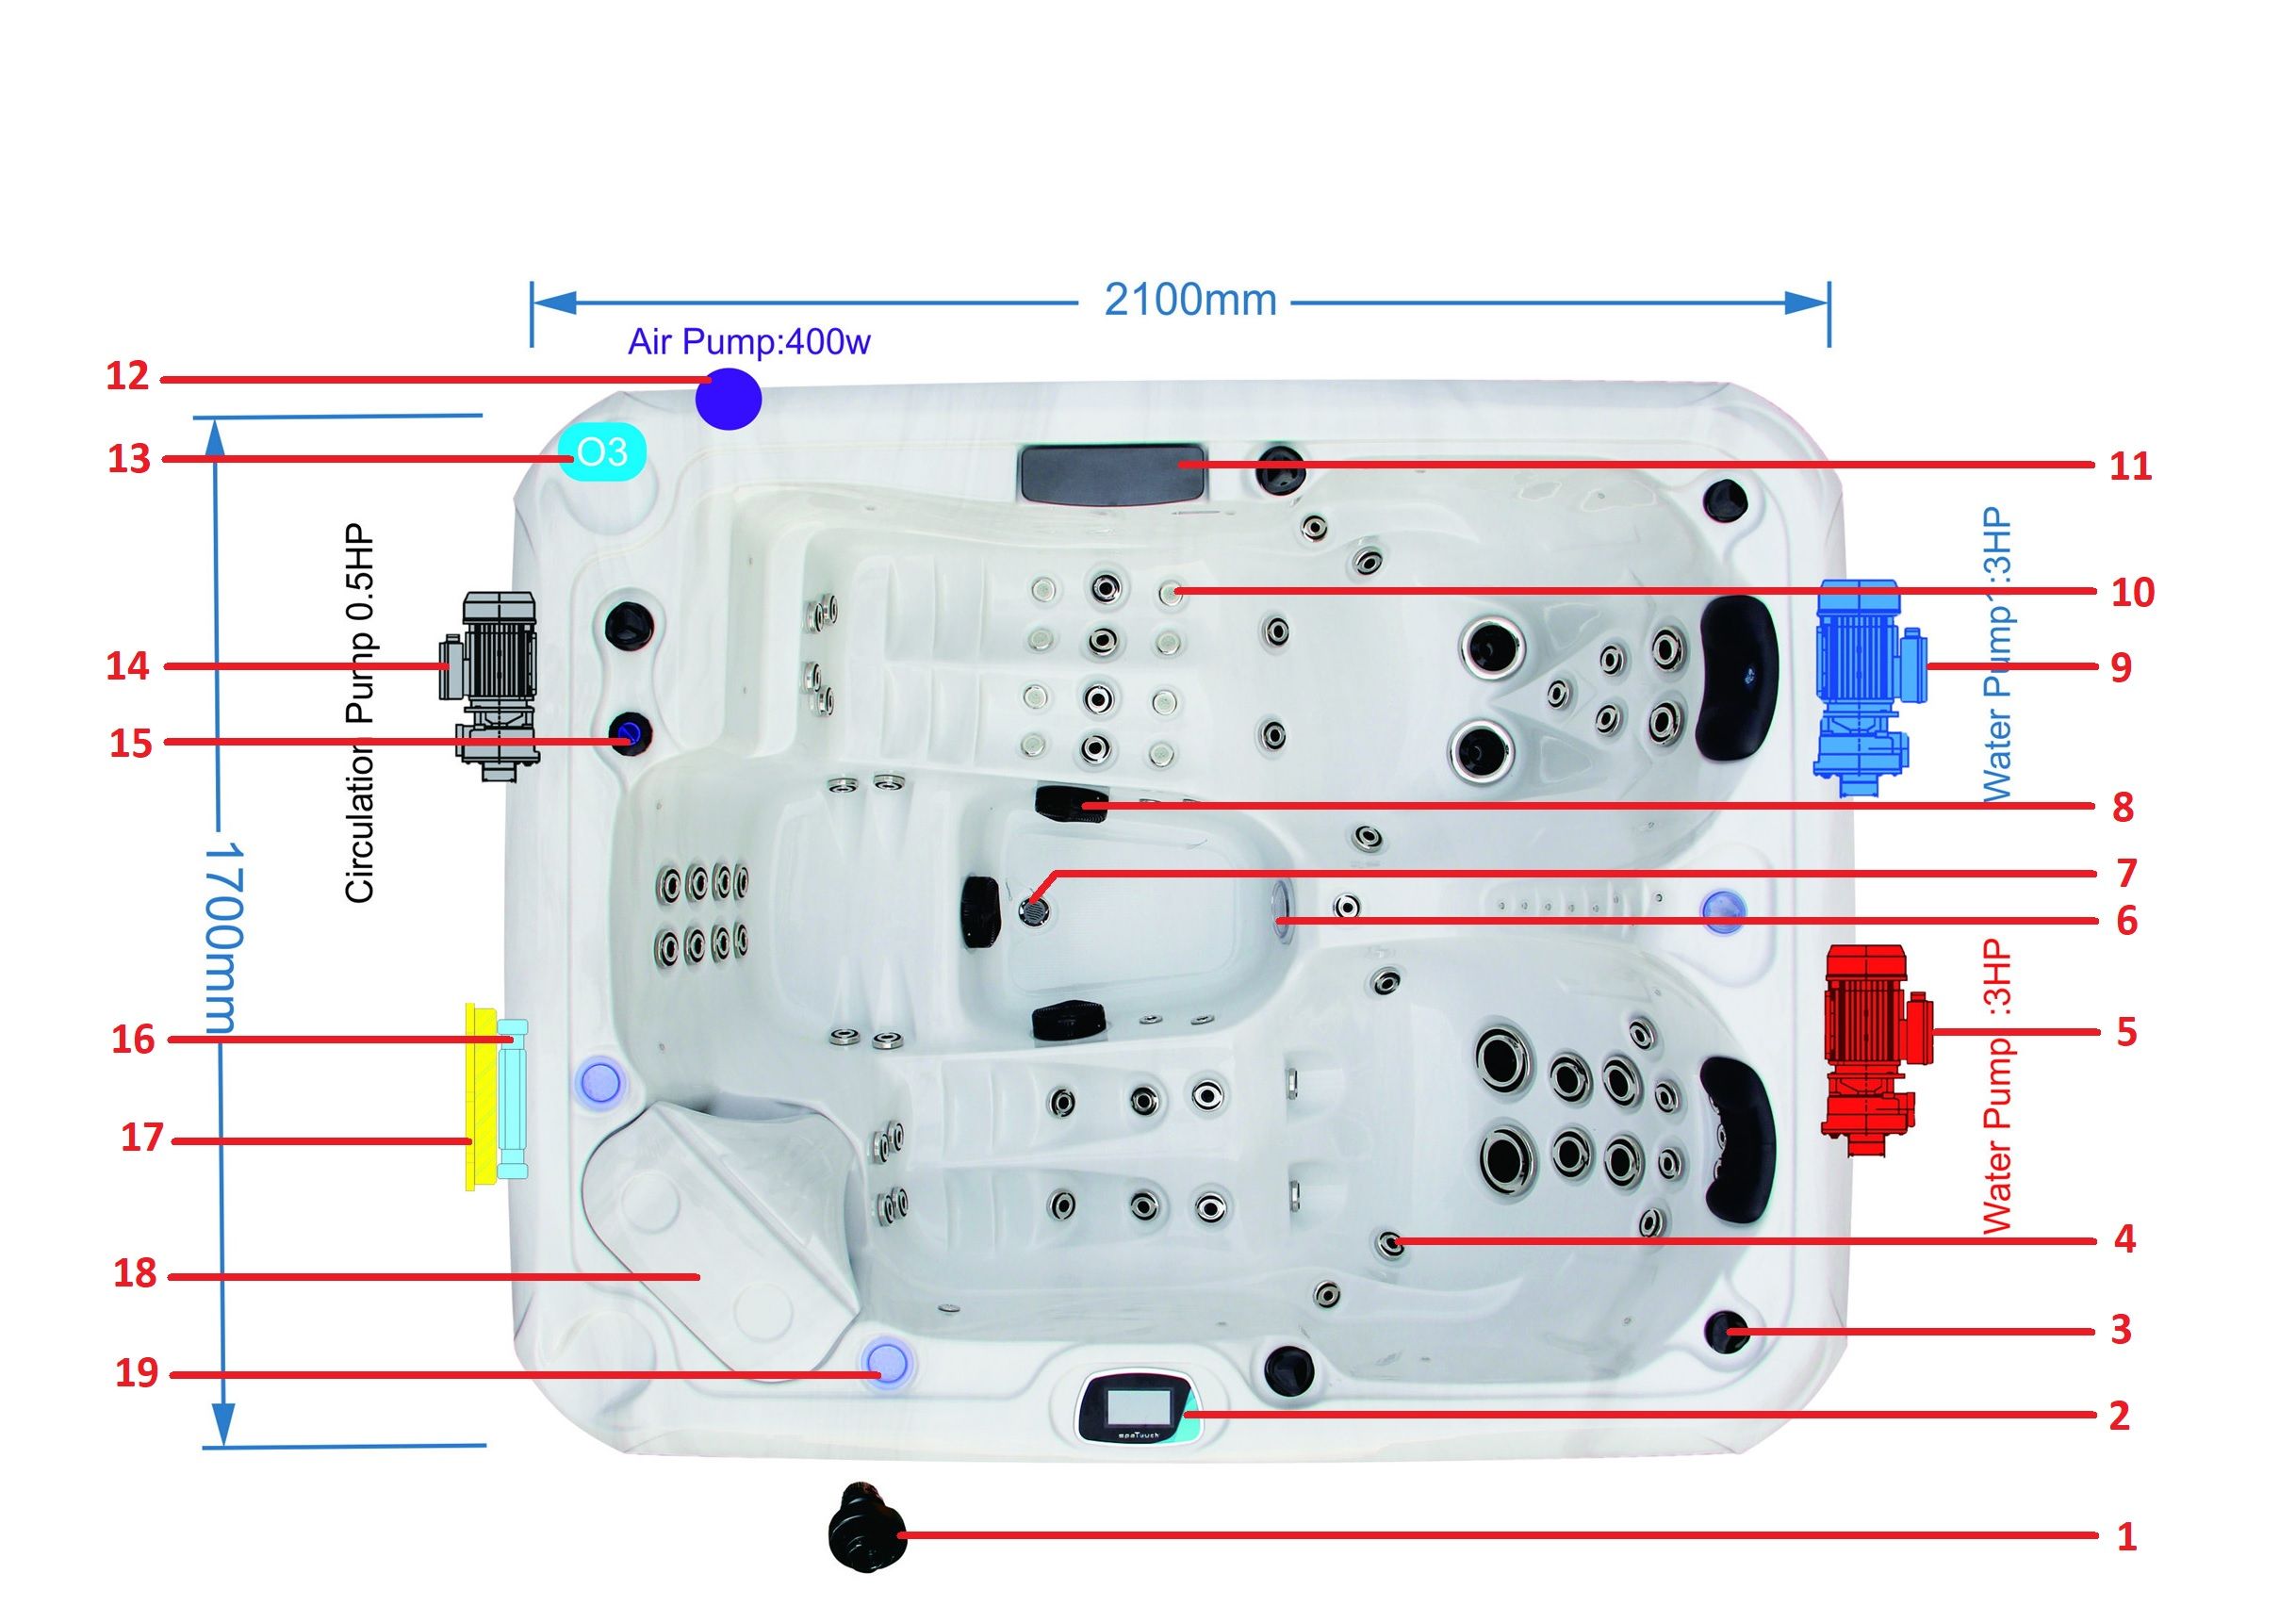 2100mm
Air Pump:400w
12
O3
13
11
Circulation Pump 0.5HP
Water Pump :3HP
10
14
9
15
8
1700mm
7
6
Water Pump :3HP
16
5
17
4
18
3
19
spaTouch
2
1